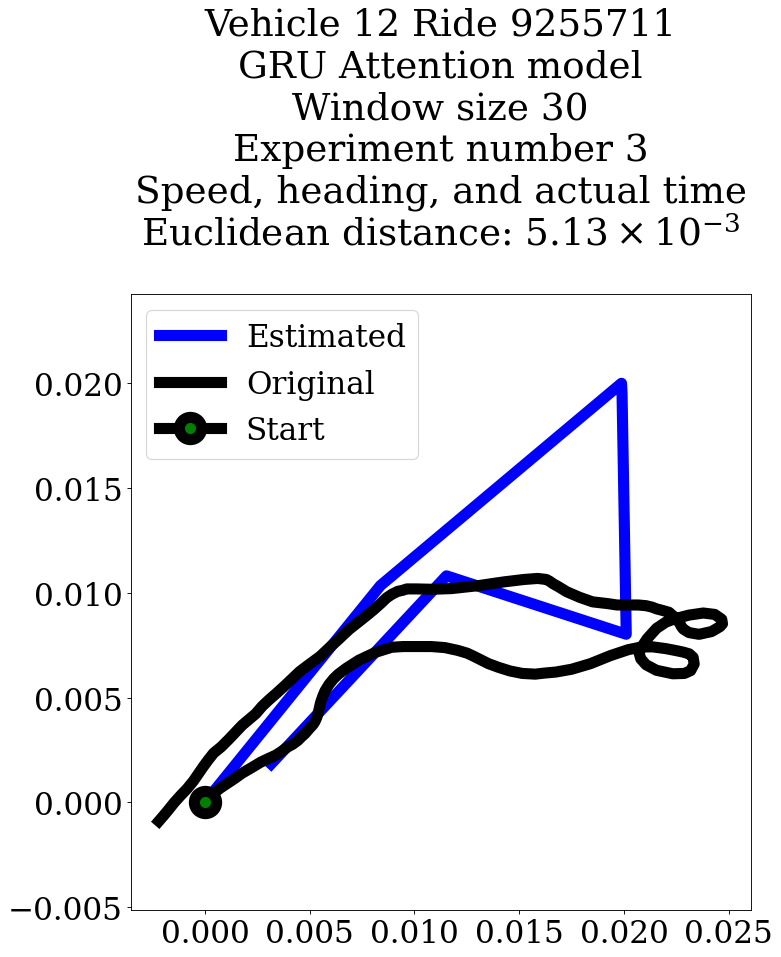 Vehicle 12 Ride 9255711
GRU Attention model
Window size 30
Experiment number 3
Speed, heading, and actual time
Euclidean distance: 5.13 × 10⁻³
Estimated
Original
Start
0.020
0.015
0.010
0.005
0.000
−0.005
0.000 0.005 0.010 0.015 0.020 0.025